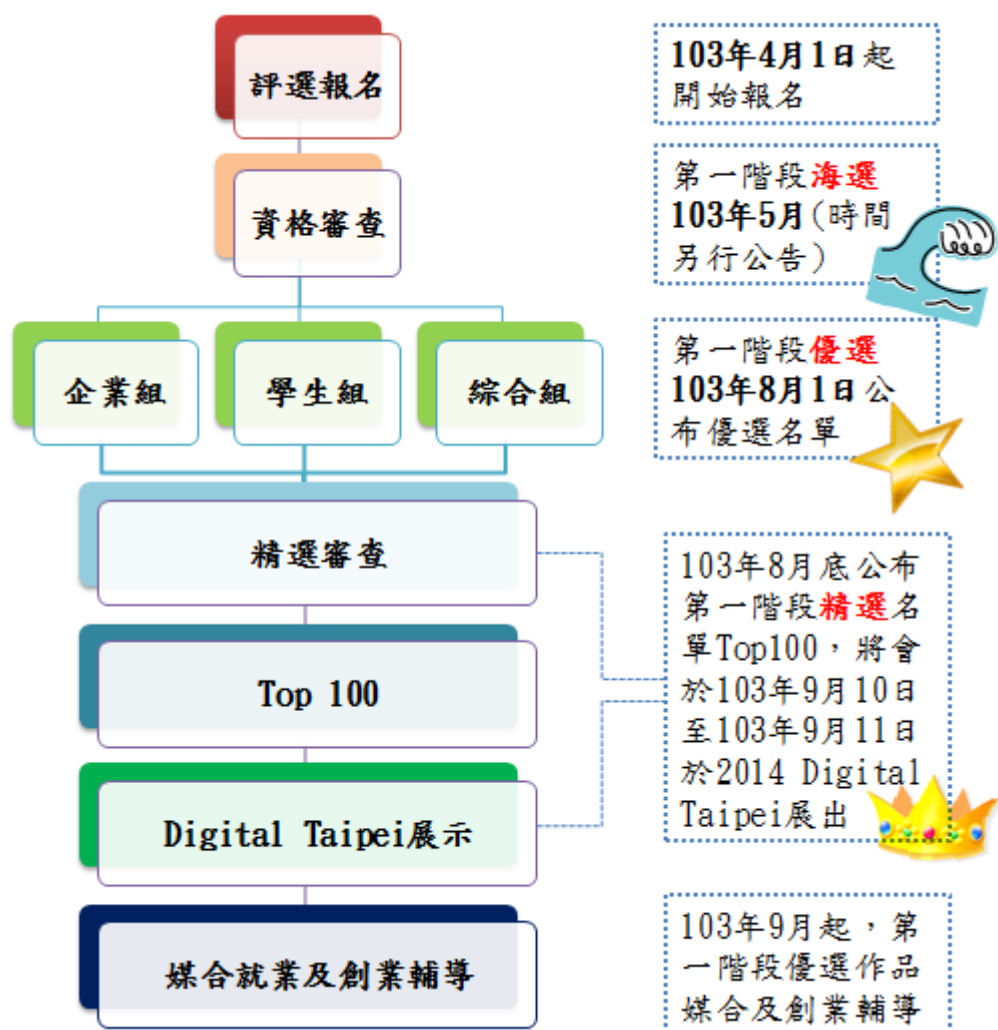 評選報名
103年4月1日起
開始報名
資格審查
第一階段海選
103年5月(時間
另行公告)
企業組
學生組
綜合組
第一階段優選
103年8月1日公
布優選名單
精選審查
Top 100
Digital Taipei展示
103年8月底公布
第一階段精選名
單Top100，將會
於103年9月10日
至103年9月11日
於2014 Digital
Taipei展出
媒合就業及創業輔導
103年9月起，第
一階段優選作品
媒合及創業輔導